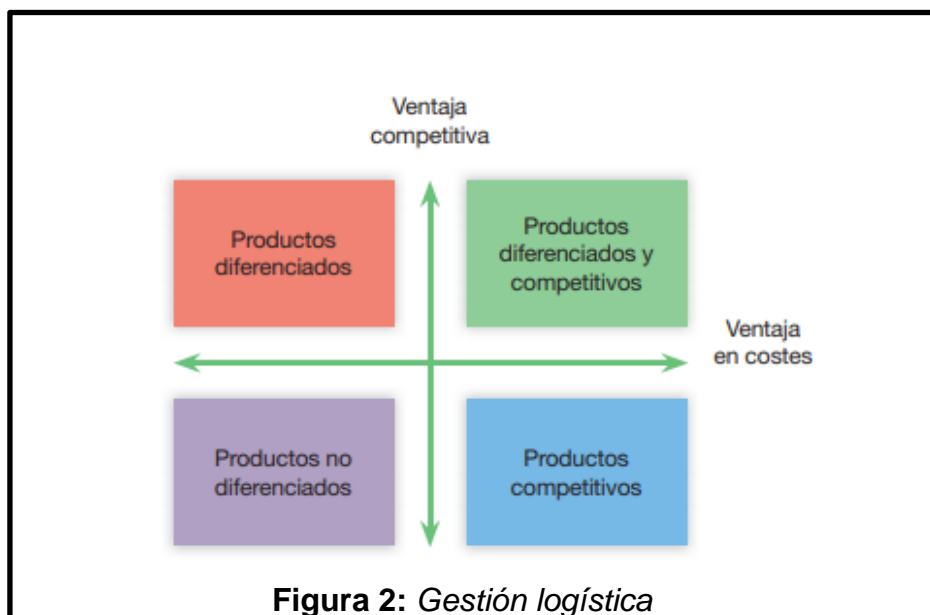 Ventaja
competitiva
Productos
diferenciados
Productos
diferenciados y
competitivos
Ventaja
en costes
Productos no
diferenciados
Productos
competitivos
Figura 2: Gestión logística